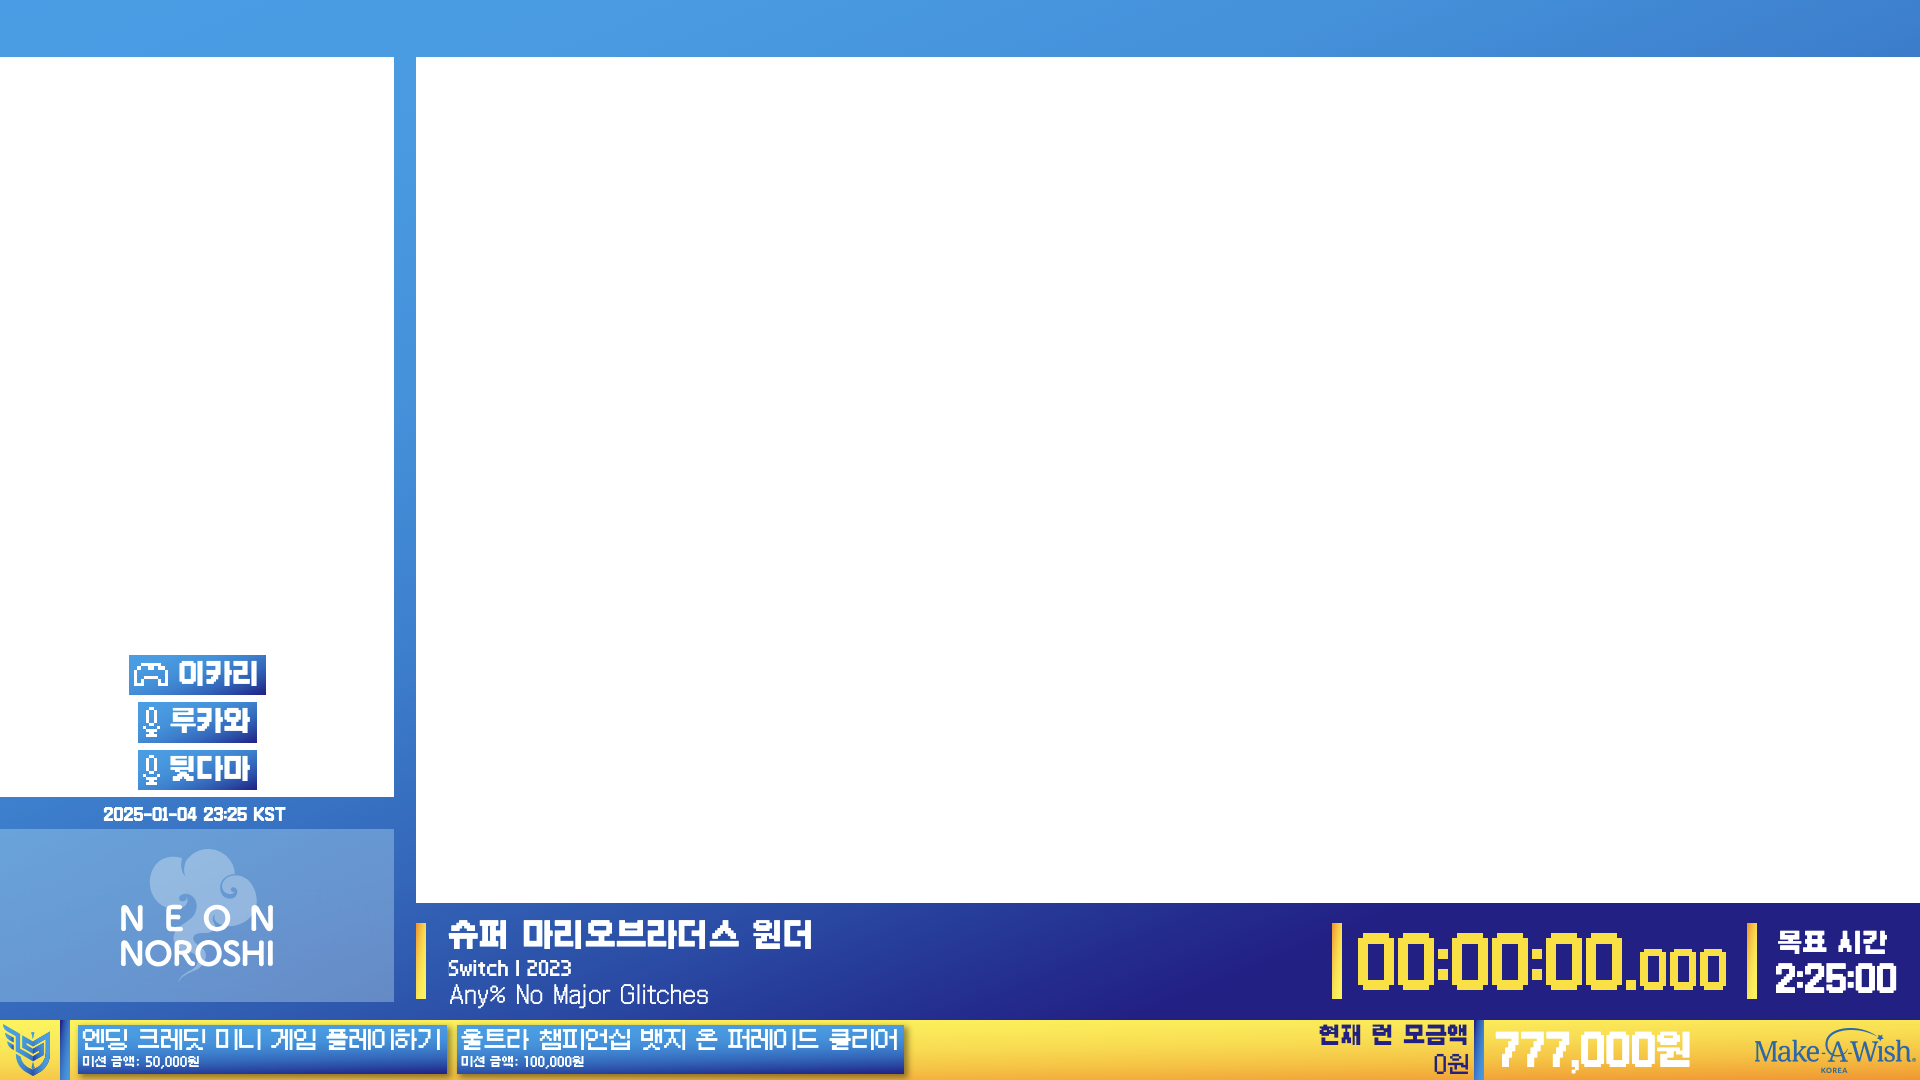 이카리
루카와
뒷다마
2025-01-04 23:25 KST
NEON
NOROSHI
슈퍼 마리오브라더스 원더
Switch | 2023
Any% No Major Glitches
00:00:00.000
목표 시간
2:25:00
엔딩 크레딧 미니 게임 플레이하기
미션 금액: 50,000원
울트라 챔피언십 뱃지 온 퍼레이드 클리어
미션 금액: 100,000원
현재 런 모금액
0원
777,000원
Make-A-Wish.
KOREA